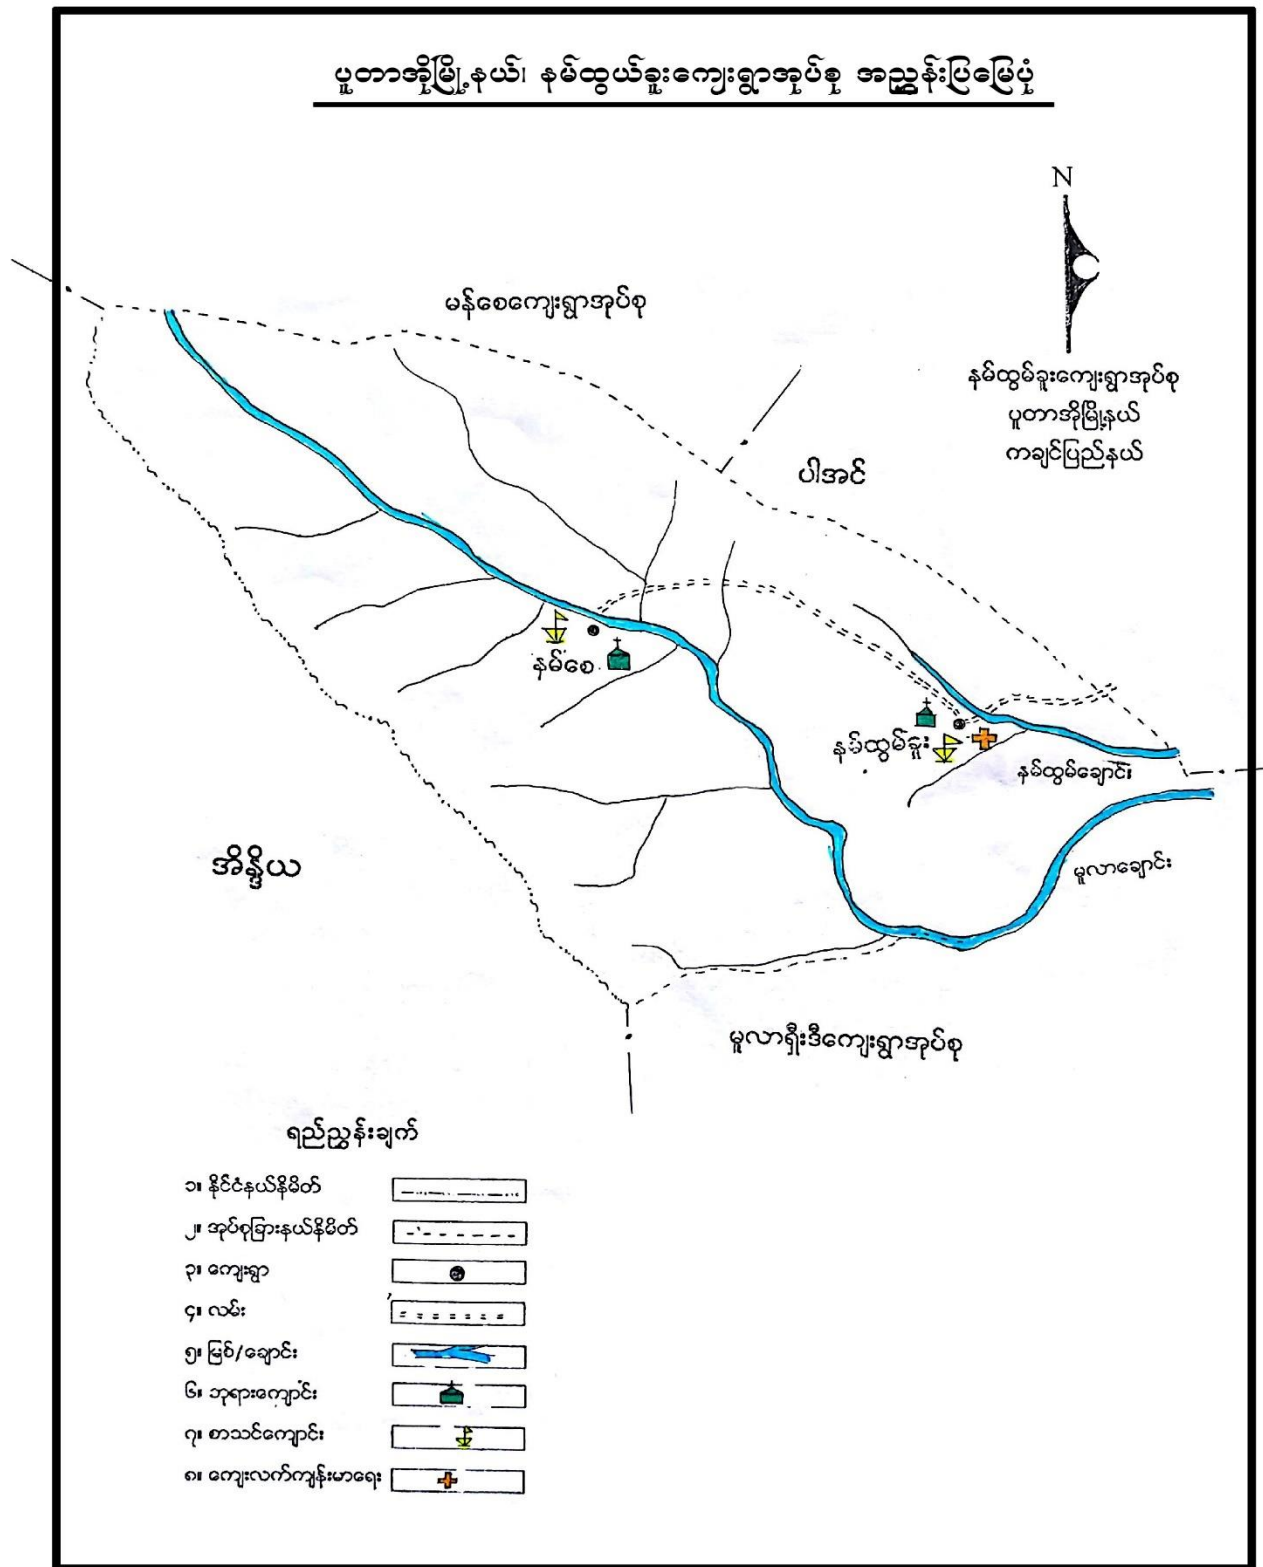 ပူတာအိုမြို့နယ်၊ နမ်ထွယ်ခူးကျေးရွာအုပ်စု အညွှန်းပြမြေပုံ
N
နမ်ထွမ်ခူးကျေးရွာအုပ်စု
ပူတာအိုမြို့နယ်
ကချင်ပြည်နယ်
မန်စေကျေးရွာအုပ်စု
ပါအင်
နမ်စေ
နမ်ထွမ်ခူး
နမ်ထွမ်ချောင်း
မူလာချောင်း
အိန္ဒိယ
မူလာရှီးဒီကျေးရွာအုပ်စု
ရည်ညွှန်းချက်
၁။ နိုင်ငံနယ်နိမိတ်
၂။ အုပ်စုခြားနယ်နိမိတ်
၃။ ကျေးရွာ
၄။ လမ်း
၅။ မြစ်/ချောင်း
၆။ ဘုရားကျောင်း
၇။ စာသင်ကျောင်း
၈။ ကျေးလက်ကျန်းမာရေး